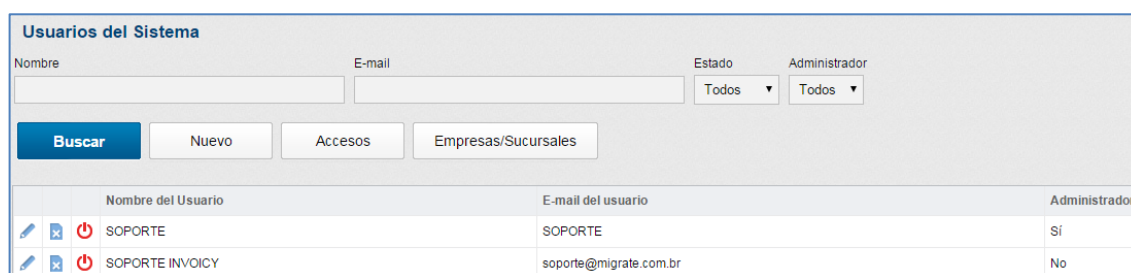 Usuarios del Sistema
Nombre E-mail Estado Administrador
Todos Todos
Buscar Nuevo Accesos Empresas/Sucursales
Nombre del Usuario E-mail del usuario Administrador
SOPORTE SOPORTE Sí
SOPORTE INVOICY soporte@migrate.com.br No